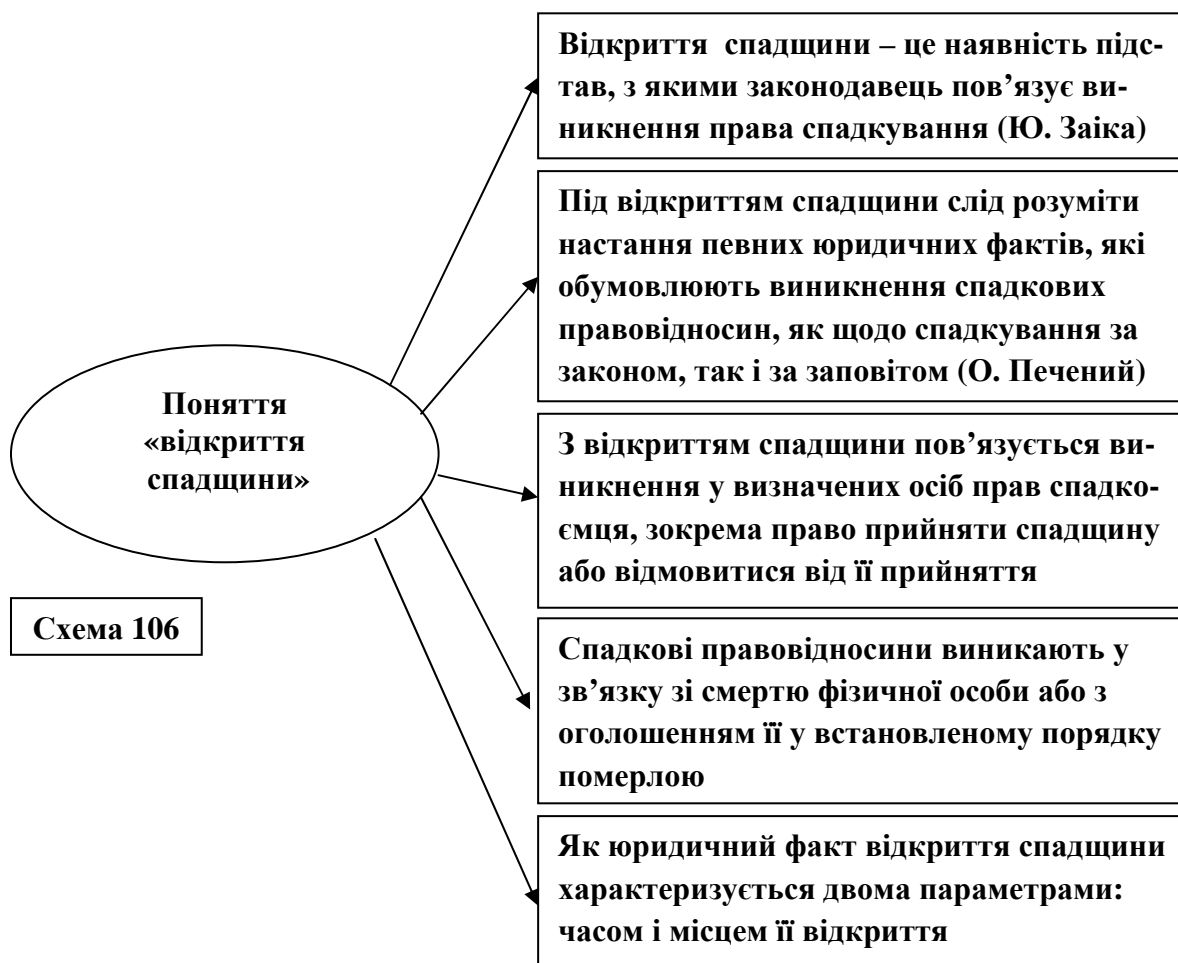 Відкриття спадщини – це наявність підс-
тав, з якими законодавець пов’язує ви-
никнення права спадкування (Ю. Заіка)
Під відкриттям спадщини слід розуміти
настання певних юридичних фактів, які
обумовлюють виникнення спадкових
правовідносин, як щодо спадкування за
законом, так і за заповітом (О. Печений)
Поняття
«відкриття
спадщини»
З відкриттям спадщини пов’язується ви-
никнення у визначених осіб прав спадко-
ємця, зокрема право прийняти спадщину
або відмовитися від її прийняття
Схема 106
Спадкові правовідносини виникають у
зв’язку зі смертю фізичної особи або з
оголошенням її у встановленому порядку
померлою
Як юридичний факт відкриття спадщини
характеризується двома параметрами:
часом і місцем її відкриття